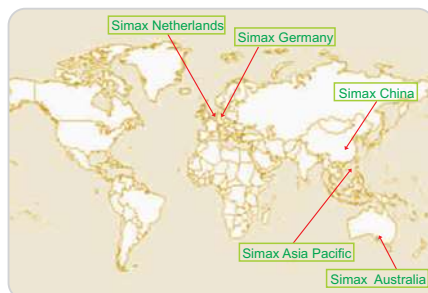 Simax Netherlands
Simax Germany
Simax China
Simax Asia Pacific
Simax Australia